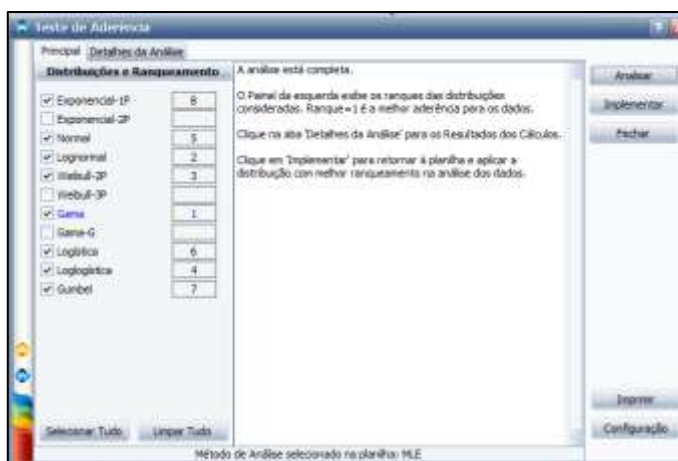 Teste de Aderência
Principal Detalhes da Análise
Distribuições e Ranqueamento
Exponencial-1P 8
Exponencial-2P
Normal 5
Lognormal 2
Weibull-2P 3
Weibull-3P
Gama 1
Gama-G
Logística 6
Loglogística 4
Gumbel 7
Selecionar Tudo Limpar Tudo
A análise está completa.
O Painel da esquerda exibe os ranques das distribuições
consideradas. Ranque=1 é a melhor aderência para os dados.
Clique na aba 'Detalhes da Análise' para os Resultados dos Cálculos.
Clique em 'Implementar' para retornar à planilha e aplicar a
distribuição com melhor ranqueamento na análise dos dados.
Analisar
Implementar
Fechar
Imprimir
Configuração
Método de Análise selecionado na planilha: MLE